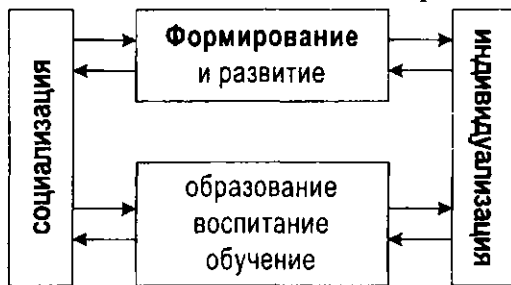 социализация
Формирование
и развитие
образование
воспитание
обучение
индивидуализация